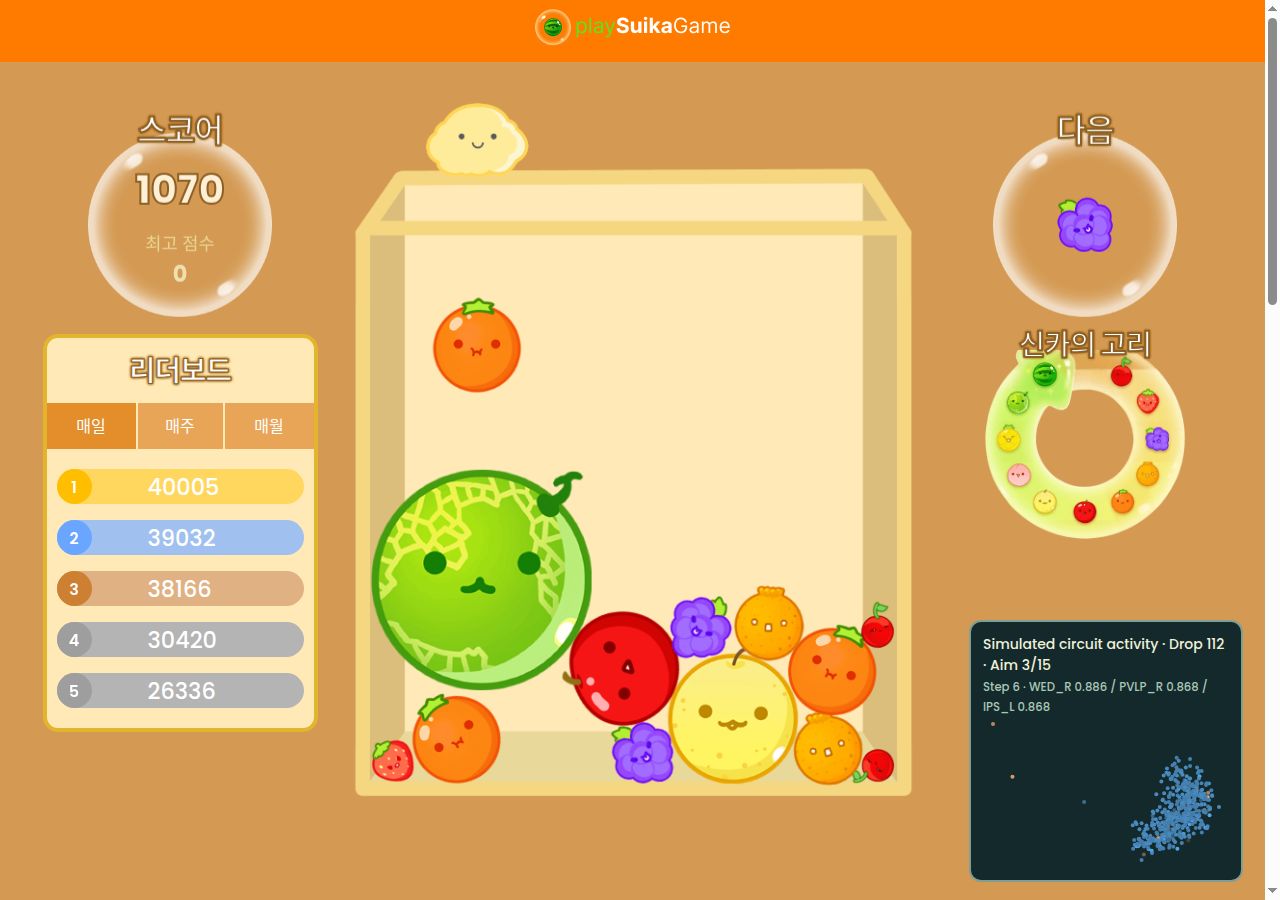 playSuikaGame
스코어
1070
최고 점수
0
다음
신카의 고리
리더보드
매일 매주 매월
1 40005
2 39032
3 38166
4 30420
5 26336
Simulated circuit activity · Drop 112
· Aim 3/15
Step 6 · WED_R 0.886 / PVLP_R 0.868 /
IPS_L 0.868